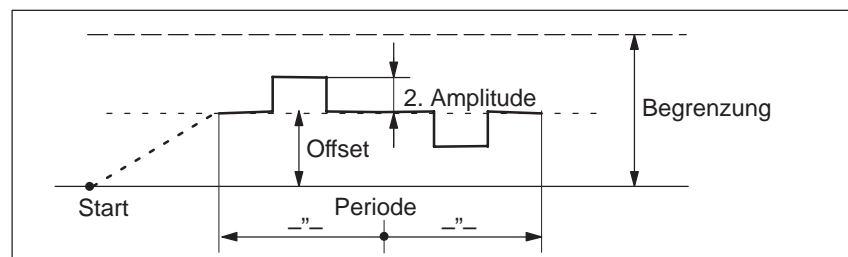 2. Amplitude
Begrenzung
Offset
Start
Periode
–”– –”–